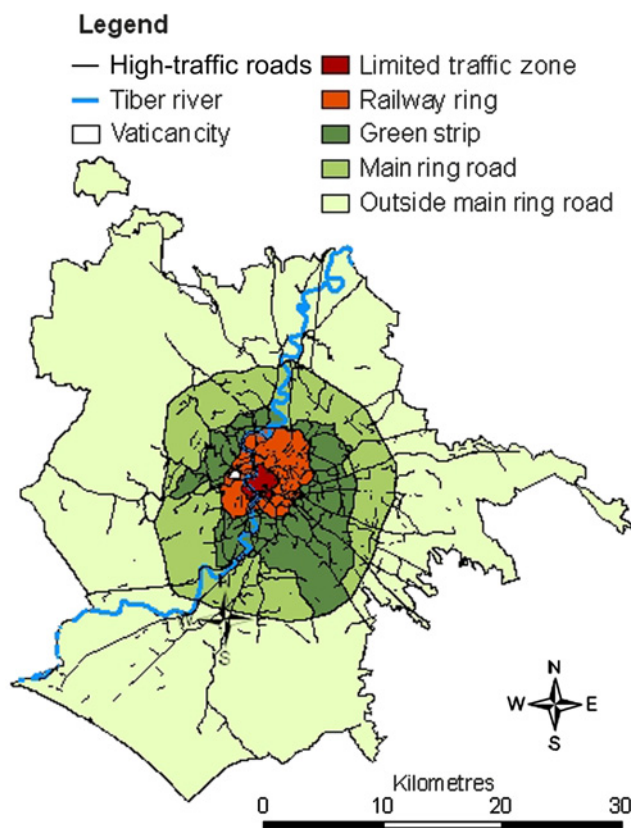 Legend
High-traffic roads
Tiber river
Vatican city
Limited traffic zone
Railway ring
Green strip
Main ring road
Outside main ring road
S
N
W E
S
Kilometres
0 10 20 30